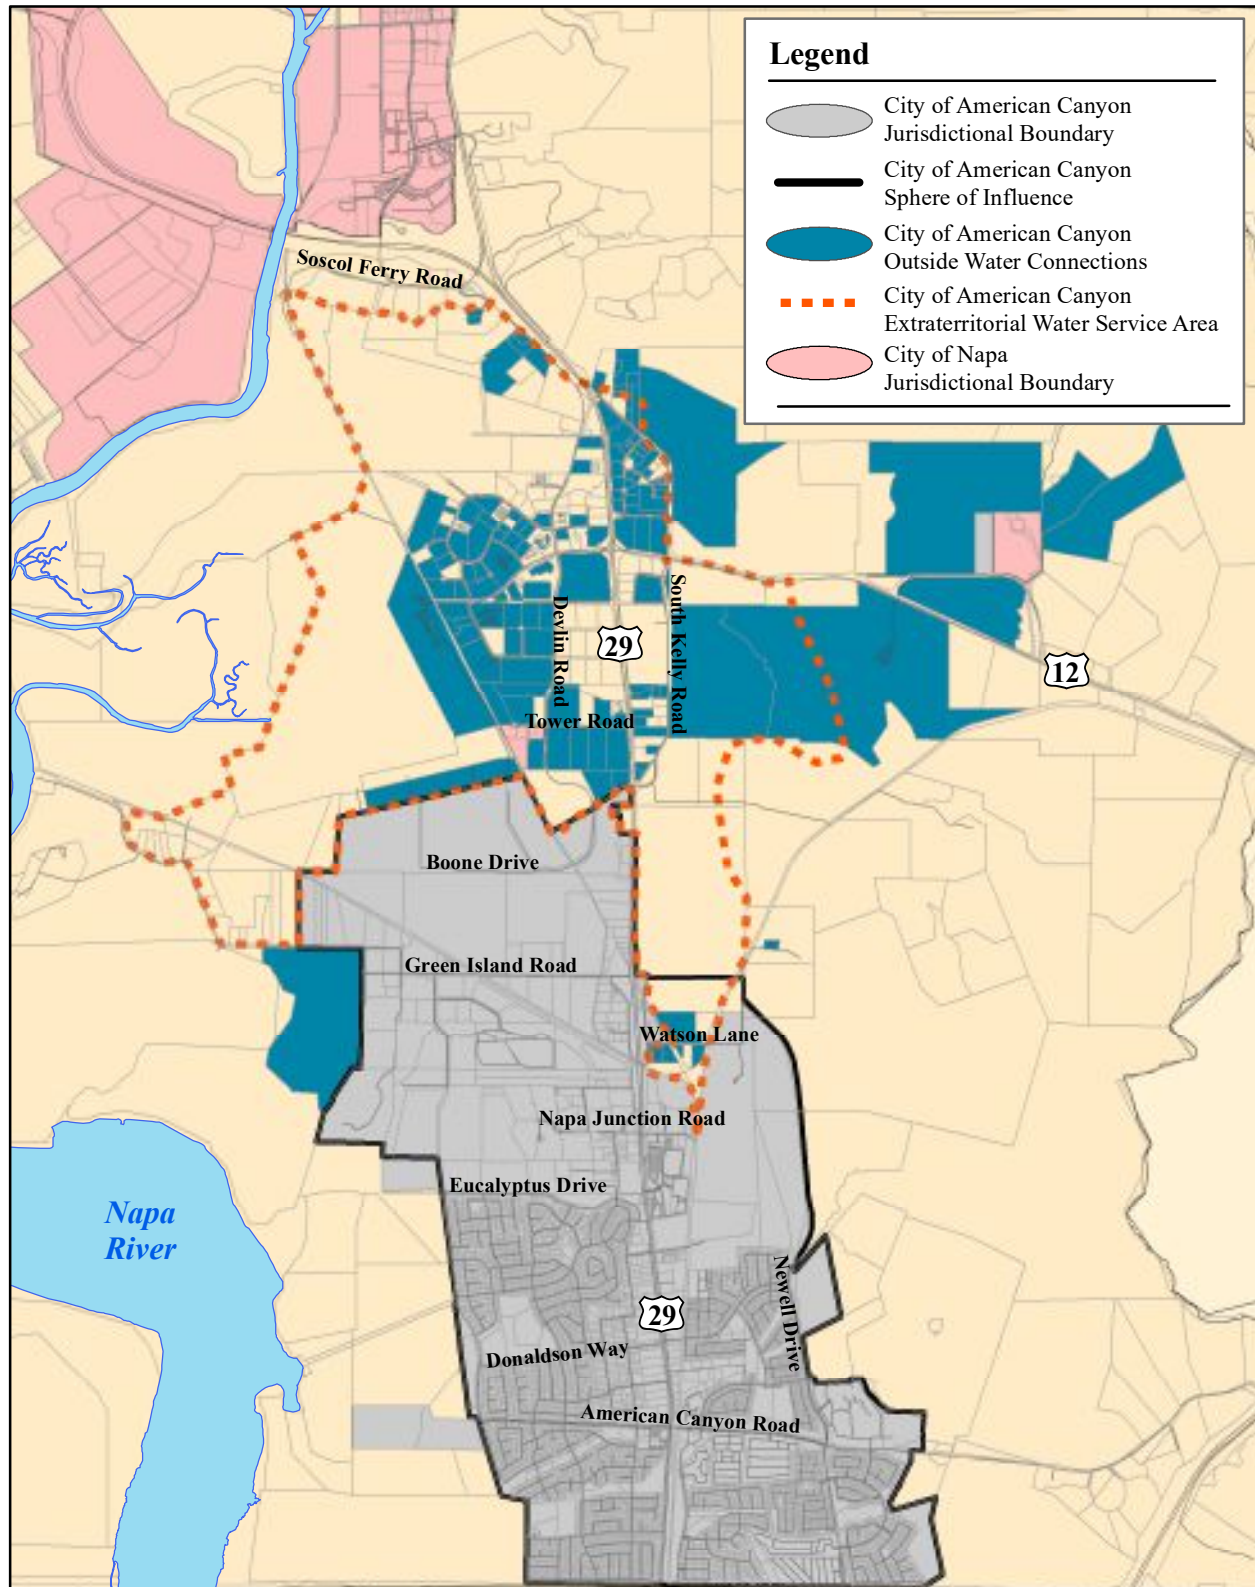 Legend
City of American Canyon
Jurisdictional Boundary
City of American Canyon
Sphere of Influence
City of American Canyon
Outside Water Connections
City of American Canyon
Extraterritorial Water Service Area
City of Napa
Jurisdictional Boundary
Soscol Ferry Road
Devlin Road
29
South Kelly Road
12
Tower Road
Boone Drive
Green Island Road
Watson Lane
Napa Junction Road
Eucalyptus Drive
Napa
River
Newell Drive
29
Donaldson Way
American Canyon Road